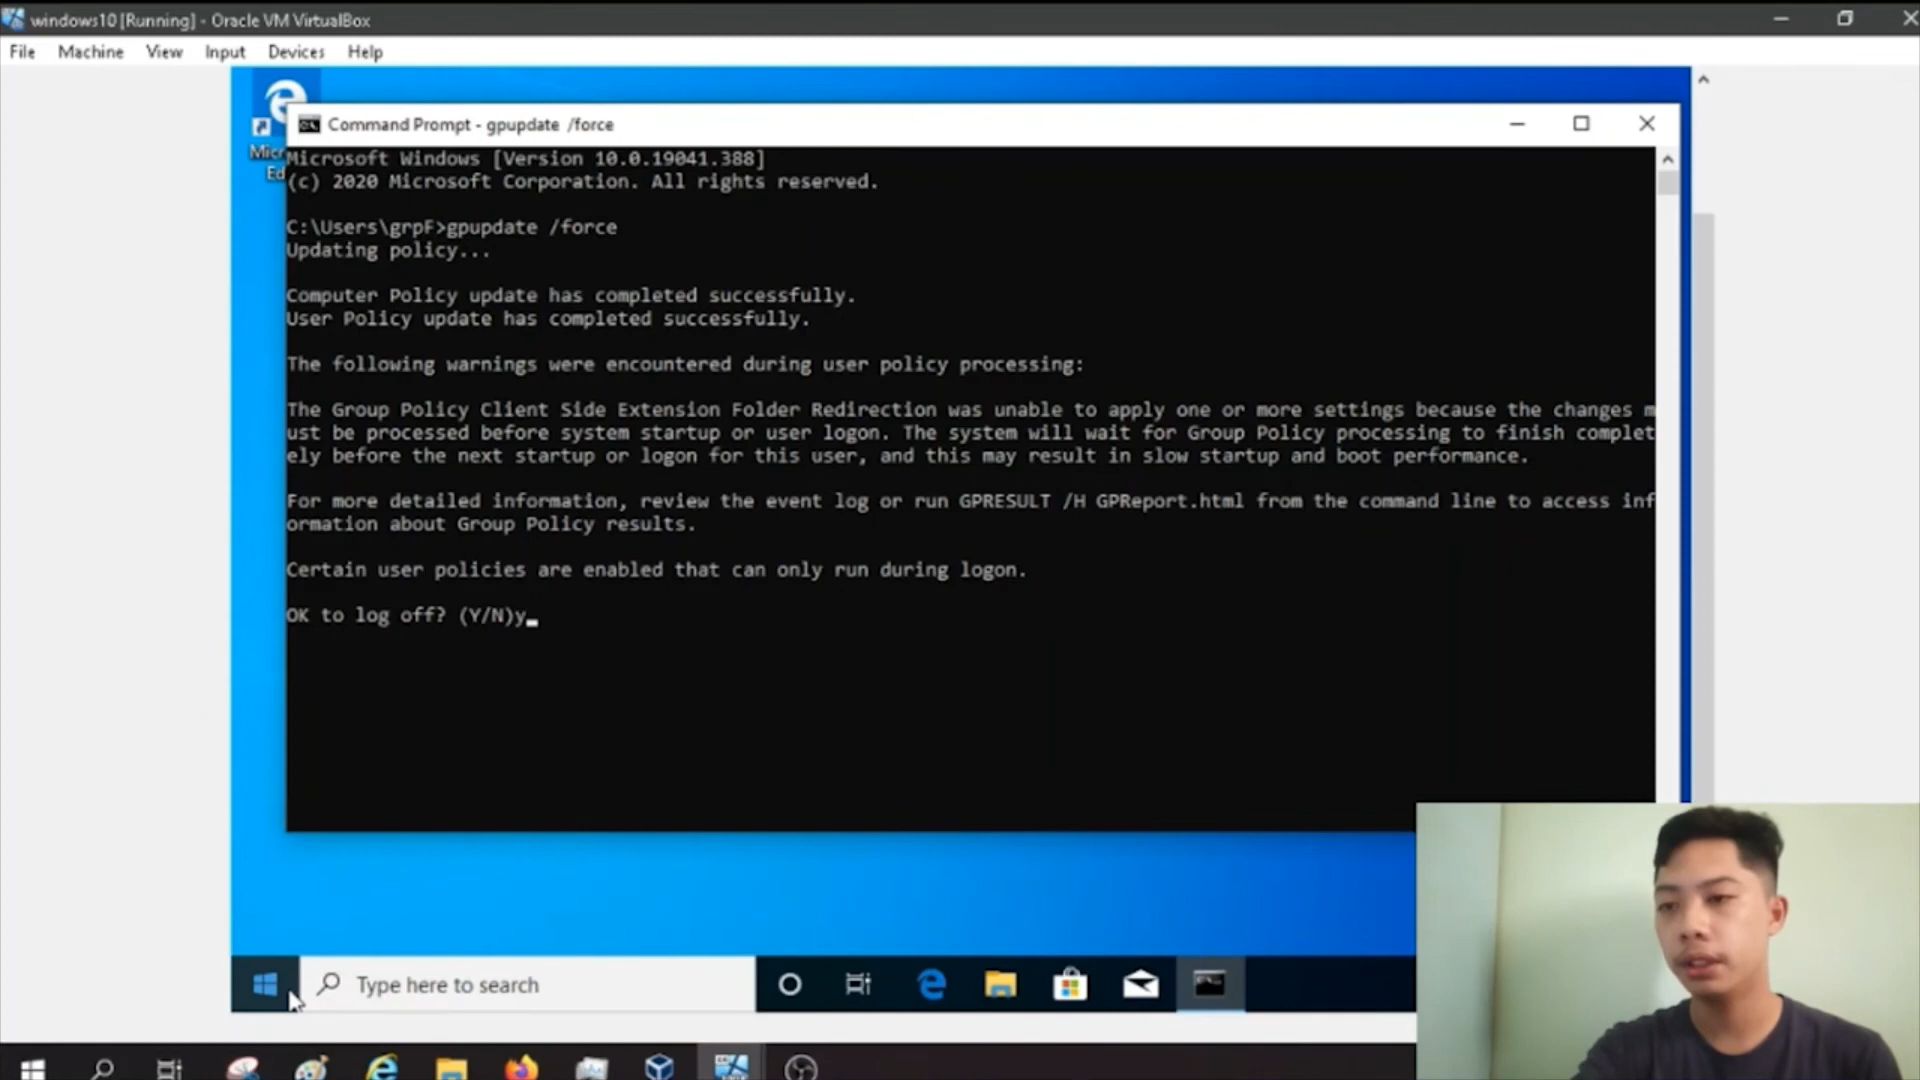 windows10 [Running] - Oracle VM VirtualBox
File Machine View Input Devices Help
Command Prompt - gpupdate /force
Micr
Ed
Microsoft Windows [Version 10.0.19041.388]
(c) 2020 Microsoft Corporation. All rights reserved.
C:\Users\grpF>gpupdate /force
Updating policy...
Computer Policy update has completed successfully.
User Policy update has completed successfully.
The following warnings were encountered during user policy processing:
The Group Policy Client Side Extension Folder Redirection was unable to apply one or more settings because the changes m
ust be processed before system startup or user logon. The system will wait for Group Policy processing to finish complet
ely before the next startup or logon for this user, and this may result in slow startup and boot performance.
For more detailed information, review the event log or run GPRESULT /H GPReport.html from the command line to access inf
ormation about Group Policy results.
Certain user policies are enabled that can only run during logon.
OK to log off? (Y/N)y
Type here to search